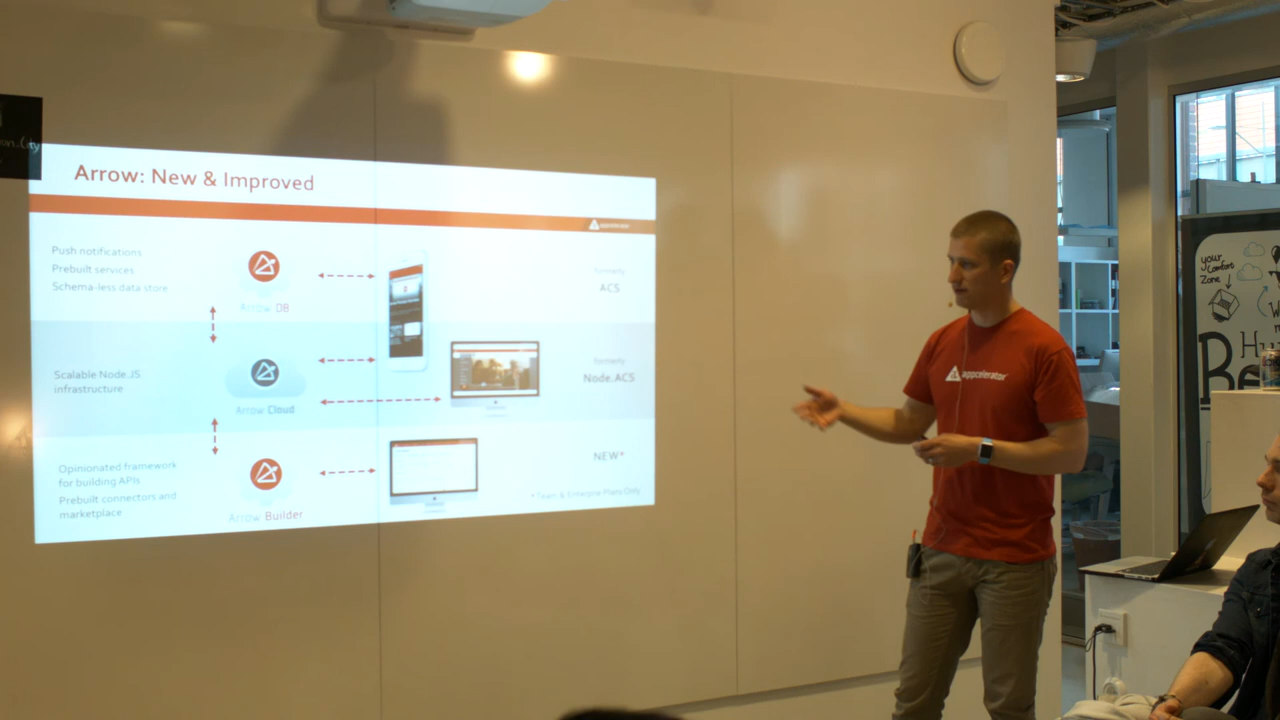 Arrow: New & Improved
appcelerator
Push notifications
Prebuilt services
Schema-less data store
Arrow DB
formerly
ACS
Scalable Node.JS
infrastructure
Arrow Cloud
formerly
Node.ACS
Opinionated framework
for building APIs
Prebuilt connectors and
marketplace
Arrow Builder
NEW*
* Team & Enterprise Plans Only
appcelerator
your
Comfort
Zone